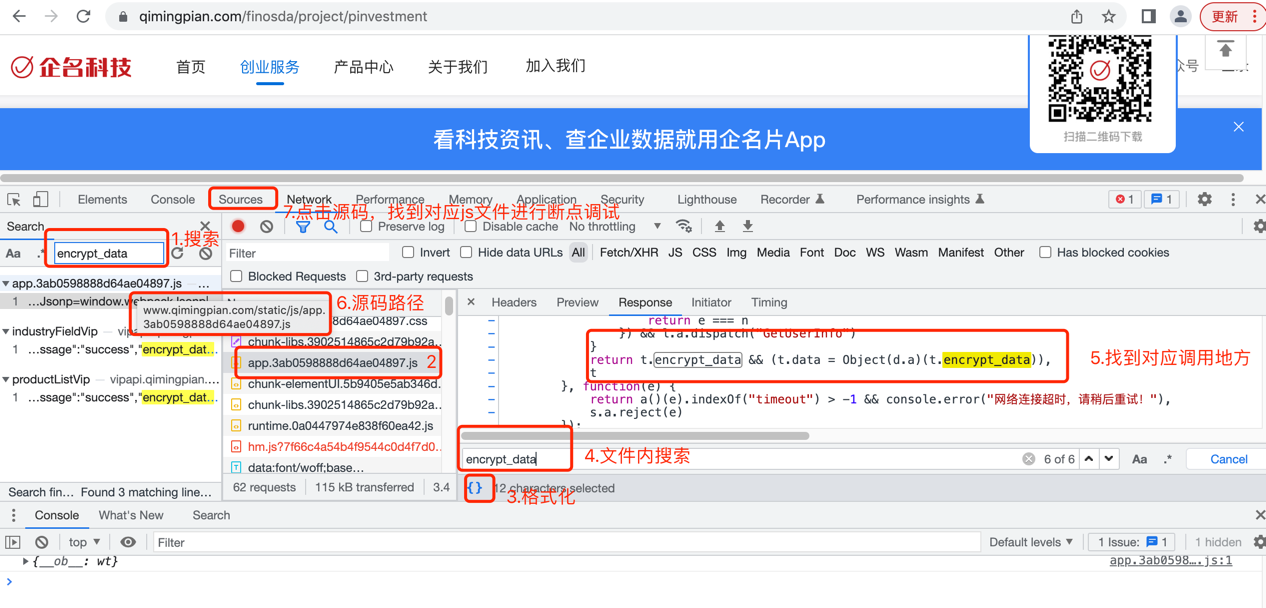 qimingpian.com/finosda/project/pinvestment
更新
企名科技
首页
创业服务
产品中心
关于我们
加入我们
众号
看科技资讯、查企业数据就用企名片App
扫描二维码下载
Elements
Console
Sources
Network
Performance
Memory
Application
Security
Lighthouse
Recorder
Performance insights
1
1
7.点击源码，找到对应js文件进行断点调试
Search
1.搜索
Preserve log
Disable cache
No throttling
Aa
.*
encrypt_data
Filter
Invert
Hide data URLs
All
Fetch/XHR
JS
CSS
Img
Media
Font
Doc
WS
Wasm
Manifest
Other
Has blocked cookies
Blocked Requests
3rd-party requests
app.3ab0598888d64ae04897.js —…
1 …Jsonp=window.webpackJsonp|
www.qimingpian.com/static/js/app.
3ab0598888d64ae04897.js
6.源码路径
industryFieldVip — vipa
1 …ssage":"success","encrypt_dat…
productListVip — vipapi.qimingpian.…
1 …ssage":"success","encrypt_dat…
8d64ae04897.css
chunk-libs.3902514865c2d79b92a..
app.3ab0598888d64ae04897.js
2
chunk-elementUI.5b9405e5ab346d.
chunk-libs.3902514865c2d79b92a..
runtime.0a0447974e838f60ea42.js
hm.js?7f66c4a54b4f9544c0d4f7d0..
data:font/woff;base…
Headers
Preview
Response
Initiator
Timing
return e === n
}) && t.a.dispatch("GetUserInfo")
}
return t.encrypt_data && (t.data = Object(d.a)(t.encrypt_data)),
t
}, function(e) {
return a()(e).indexOf("timeout") > -1 && console.error("网络连接超时，请稍后重试！"),
s.a.reject(e)
});
5.找到对应调用地方
encrypt_data
4.文件内搜索
6 of 6
Aa
.*
Cancel
Search fin… Found 3 matching line…
62 requests
115 kB transferred
3.4
{}
12 characters selected
3.格式化
Console
What's New
Search
top
Filter
Default levels
1 Issue:
1
1 hidden
{__ob__: wt}
app.3ab0598….js:1